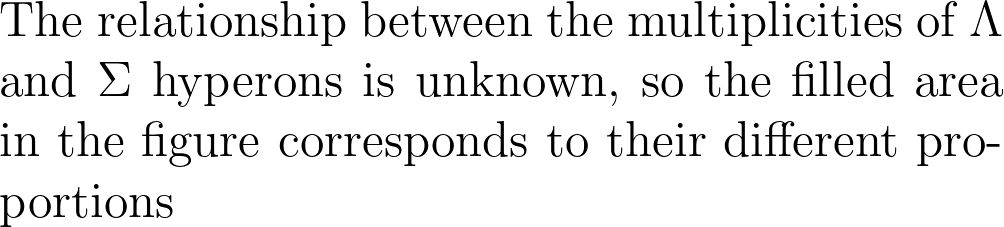 The relationship between the multiplicities of Λ
and Σ hyperons is unknown, so the filled area
in the figure corresponds to their different pro-
portions